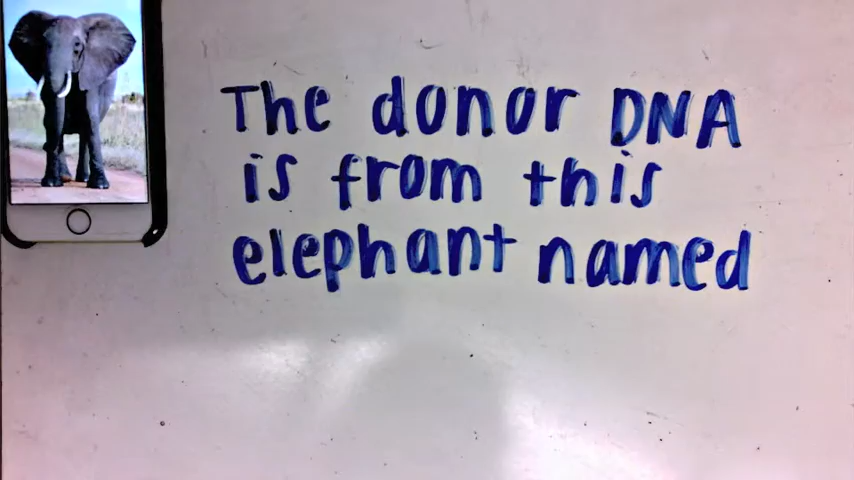 The donor DNA
is from this
elephant named